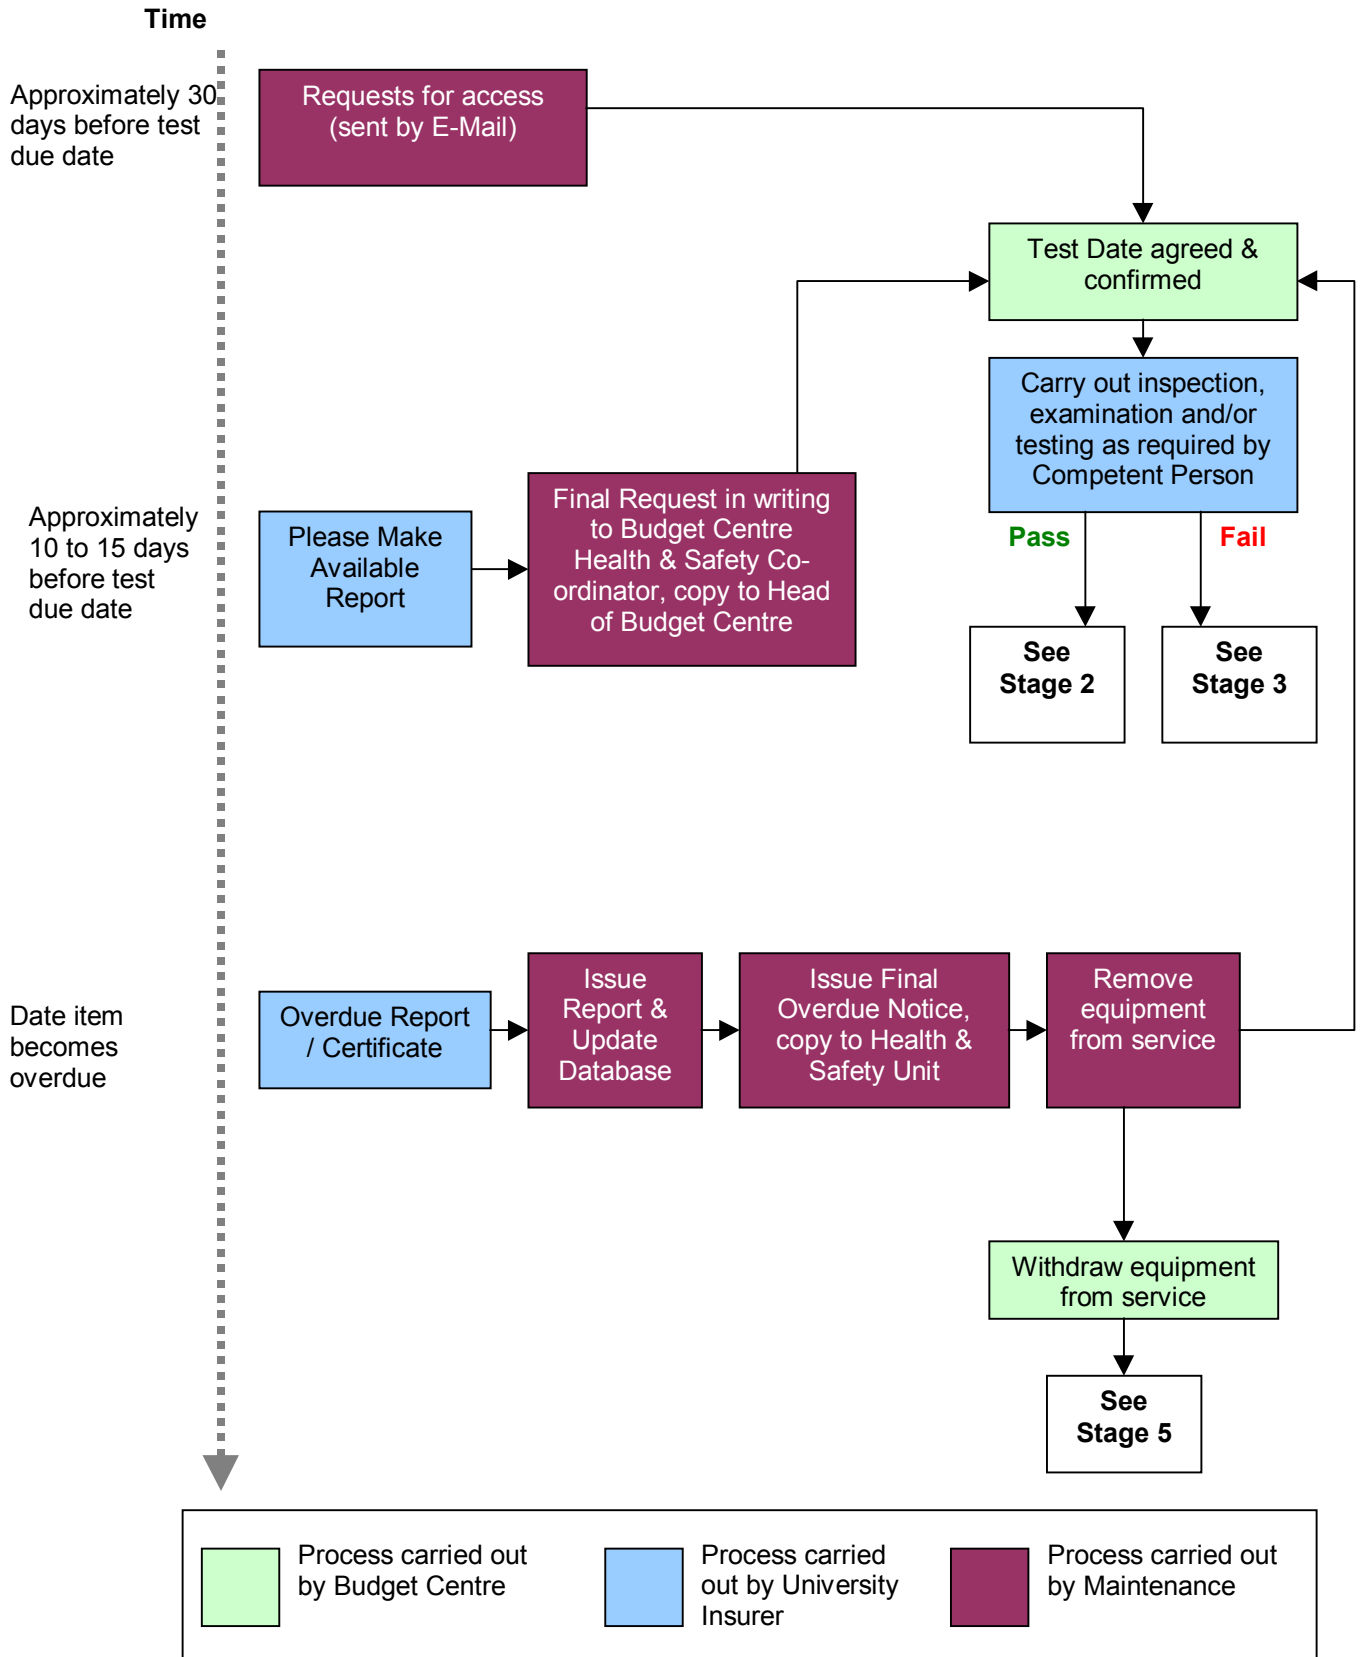 Time
Approximately 30
days before test
due date
Requests for access
(sent by E-Mail)
Test Date agreed &
confirmed
Carry out inspection,
examination and/or
testing as required by
Competent Person
Pass
Fail
See
Stage 2
See
Stage 3
Approximately
10 to 15 days
before test
due date
Please Make
Available
Report
Final Request in writing
to Budget Centre
Health & Safety Co-
ordinator, copy to Head
of Budget Centre
Date item
becomes
overdue
Overdue Report
/ Certificate
Issue
Report &
Update
Database
Issue Final
Overdue Notice,
copy to Health &
Safety Unit
Remove
equipment
from service
Withdraw equipment
from service
See
Stage 5
Process carried out
by Budget Centre
Process carried
out by University
Insurer
Process carried out
by Maintenance